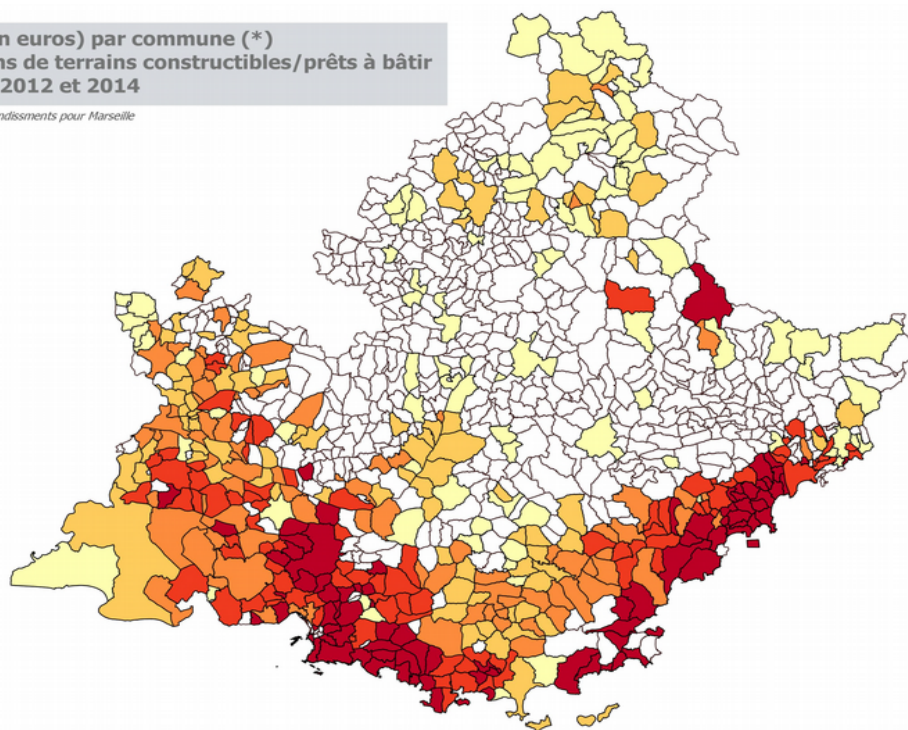 n euros) par commune (*)
ns de terrains constructibles/prêts à bâtir
2012 et 2014
ndissments pour Marseille